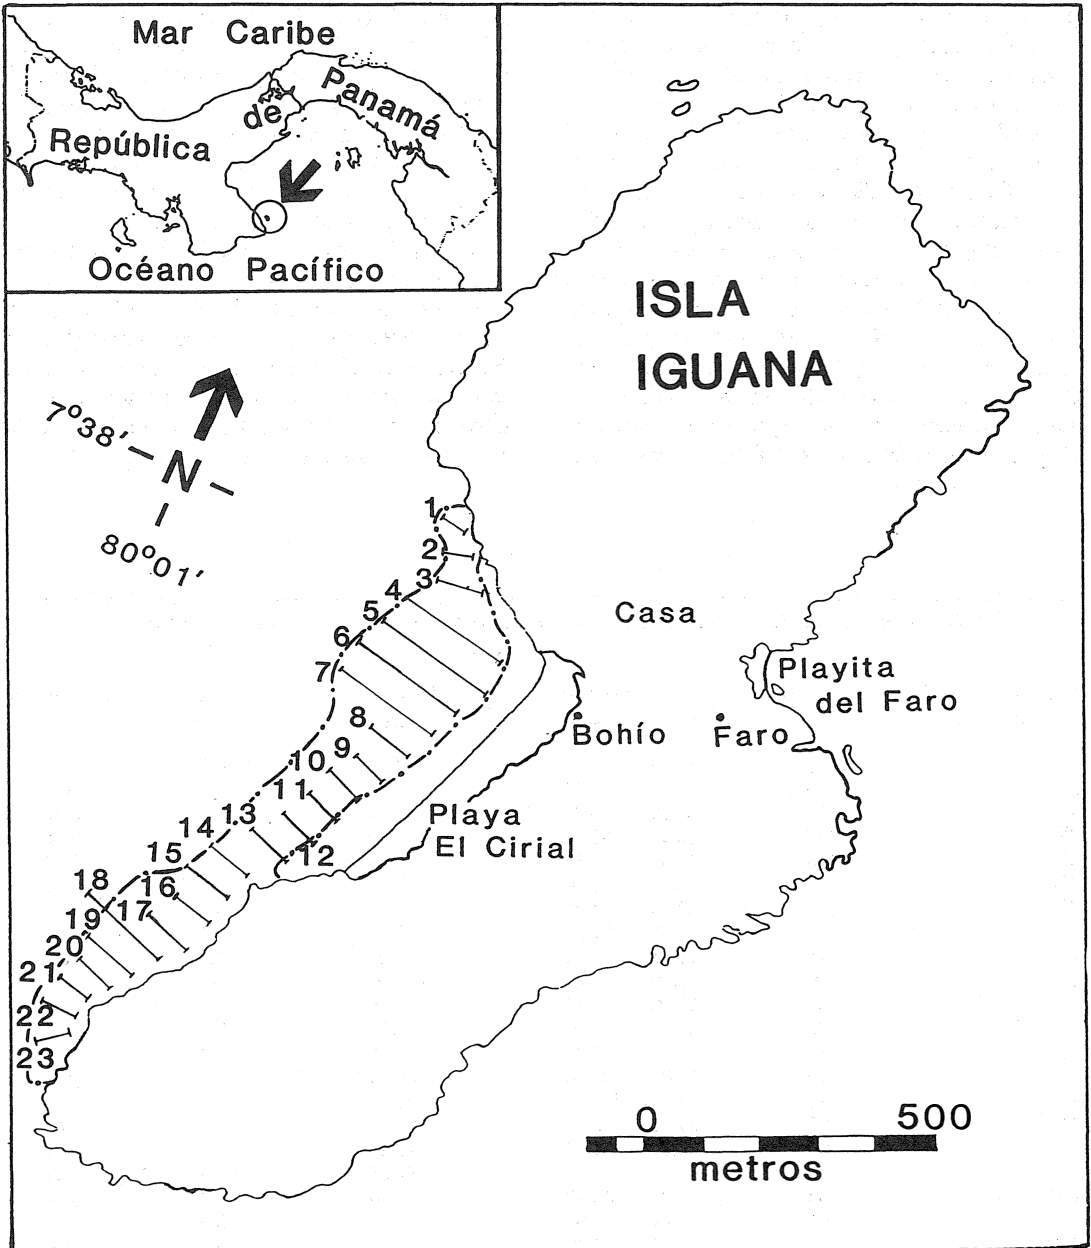 Mar Caribe
República
de
Panamá
Océano Pacífico
ISLA
IGUANA
7°38'
N
80°01'
1
2
3
4
5
6
7
8
9
10
11
12
13
14
15
16
17
18
19
20
21
22
23
Casa
Playita
del Faro
Bohío
Faro
Playa
El Cirial
0 500
metros